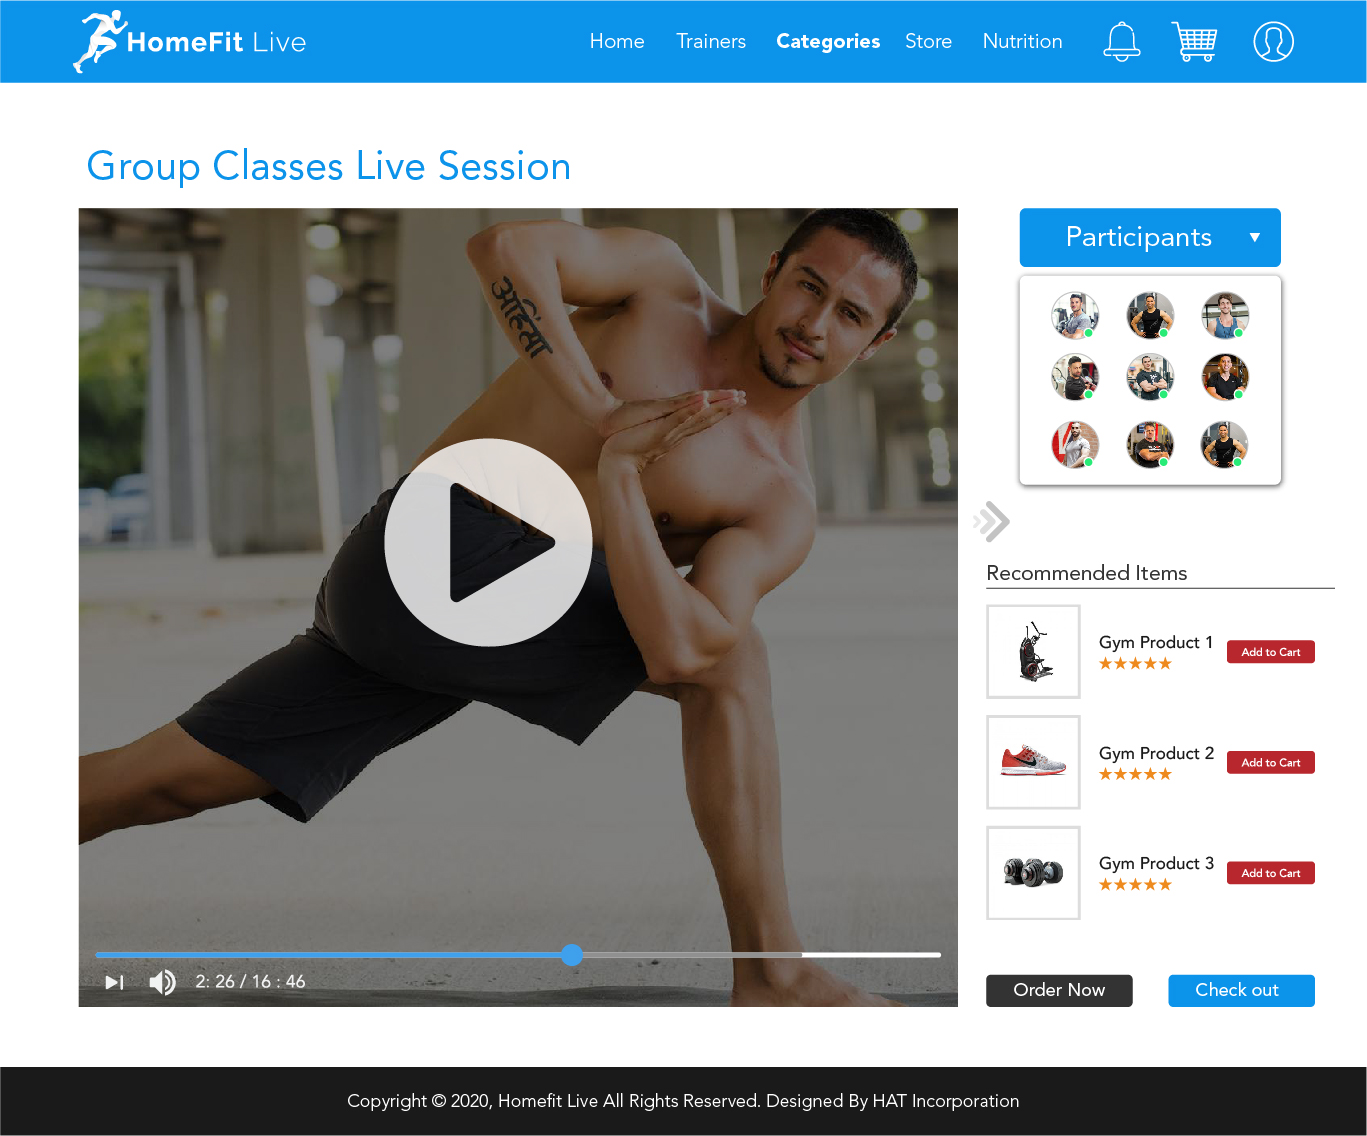 HomeFit Live
Home Trainers Categories Store Nutrition
Group Classes Live Session
अहिंसा
2: 26 / 16 : 46
Participants
Recommended Items
Gym Product 1
Add to Cart
Gym Product 2
Add to Cart
Gym Product 3
Add to Cart
Order Now
Check out
Copyright © 2020, Homefit Live All Rights Reserved. Designed By HAT Incorporation